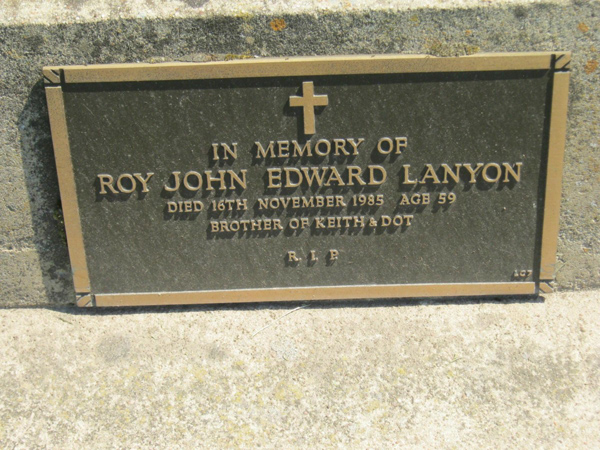 IN MEMORY OF
ROY JOHN EDWARD LANYON
DIED 16TH NOVEMBER 1985 AGE 59
BROTHER OF KEITH & DOT
R. I. P.